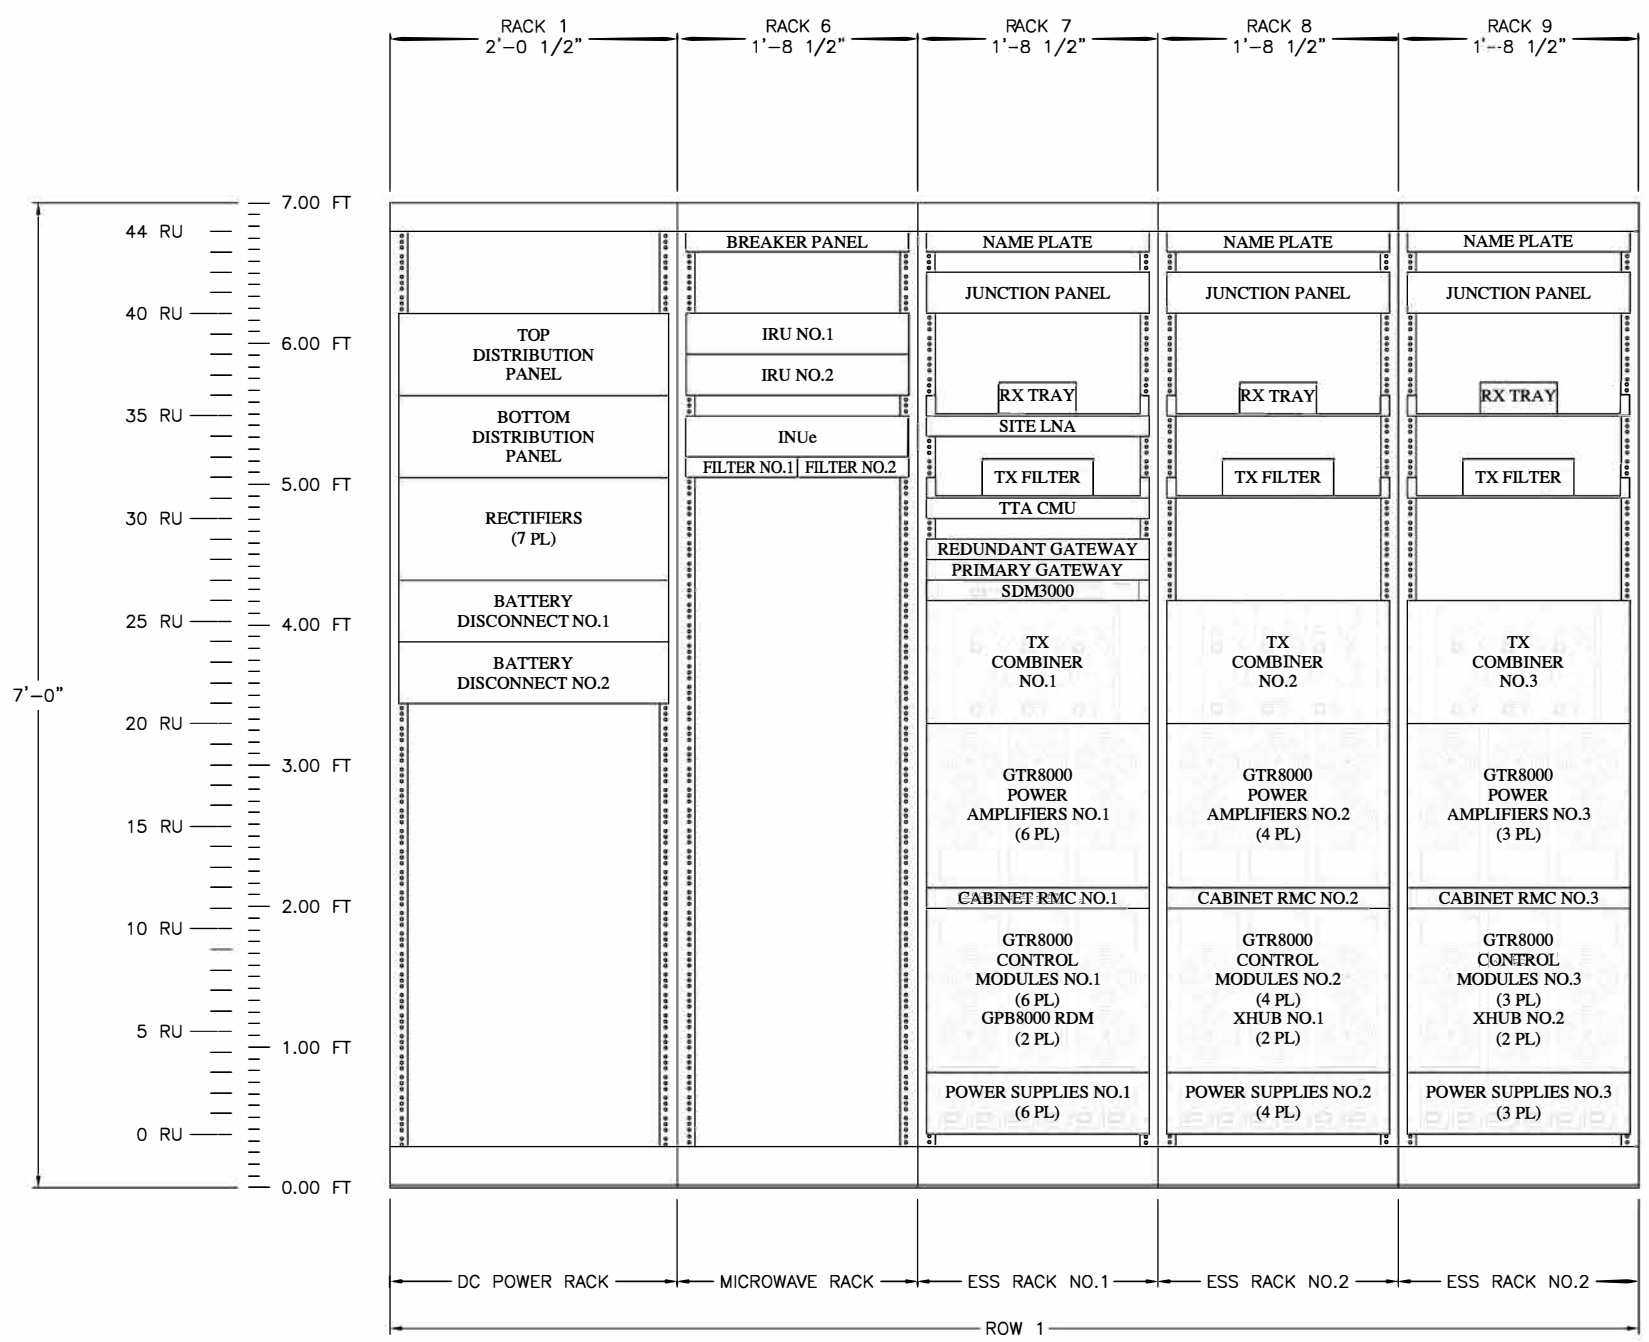 RACK 1
2'-0 1/2"
RACK 6
1'-8 1/2"
RACK 7
1'-8 1/2"
RACK 8
1'-8 1/2"
RACK 9
1'-8 1/2"
7'-0"
44 RU
40 RU
35 RU
30 RU
25 RU
20 RU
15 RU
10 RU
5 RU
0 RU
7.00 FT
6.00 FT
5.00 FT
4.00 FT
3.00 FT
2.00 FT
1.00 FT
0.00 FT
TOP
DISTRIBUTION
PANEL
BOTTOM
DISTRIBUTION
PANEL
RECTIFIERS
(7 PL)
BATTERY
DISCONNECT NO.1
BATTERY
DISCONNECT NO.2
BREAKER PANEL
IRU NO.1
IRU NO.2
INUe
FILTER NO.1 FILTER NO.2
NAME PLATE
JUNCTION PANEL
RX TRAY
SITE LNA
TX FILTER
TTA CMU
REDUNDANT GATEWAY
PRIMARY GATEWAY
SDM3000
TX
COMBINER
NO.1
GTR8000
POWER
AMPLIFIERS NO.1
(6 PL)
CABINET RMC NO.1
GTR8000
CONTROL
MODULES NO.1
(6 PL)
GPB8000 RDM
(2 PL)
POWER SUPPLIES NO.1
(6 PL)
NAME PLATE
JUNCTION PANEL
RX TRAY
TX FILTER
TX
COMBINER
NO.2
GTR8000
POWER
AMPLIFIERS NO.2
(4 PL)
CABINET RMC NO.2
GTR8000
CONTROL
MODULES NO.2
(4 PL)
XHUB NO.1
(2 PL)
POWER SUPPLIES NO.2
(4 PL)
NAME PLATE
JUNCTION PANEL
RX TRAY
TX FILTER
TX
COMBINER
NO.3
GTR8000
POWER
AMPLIFIERS NO.3
(3 PL)
CABINET RMC NO.3
GTR8000
CONTROL
MODULES NO.3
(3 PL)
XHUB NO.2
(2 PL)
POWER SUPPLIES NO.3
(3 PL)
DC POWER RACK
MICROWAVE RACK
ESS RACK NO.1
ESS RACK NO.2
ESS RACK NO.2
ROW 1